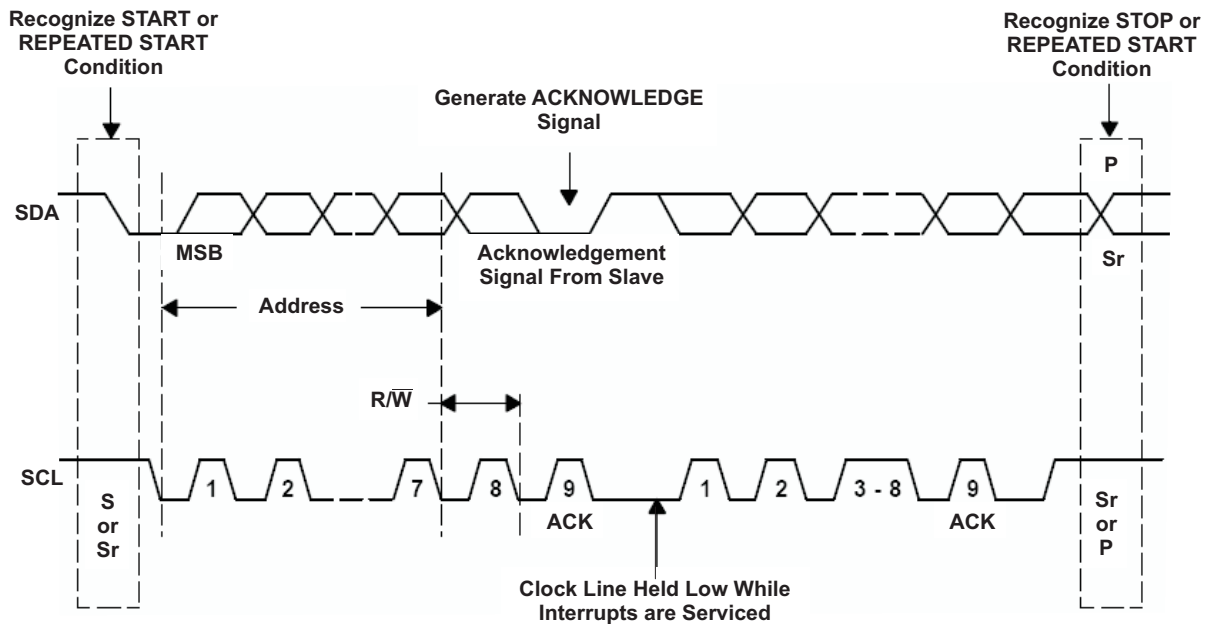 Recognize START or
REPEATED START
Condition
Recognize STOP or
REPEATED START
Condition
Generate ACKNOWLEDGE
Signal
P
SDA
MSB
Acknowledgement
Signal From Slave
Sr
Address
R/W̅
SCL
1
2
7
8
9
1
2
3 - 8
9
ACK
ACK
S
or
Sr
Sr
or
P
Clock Line Held Low While
Interrupts are Serviced